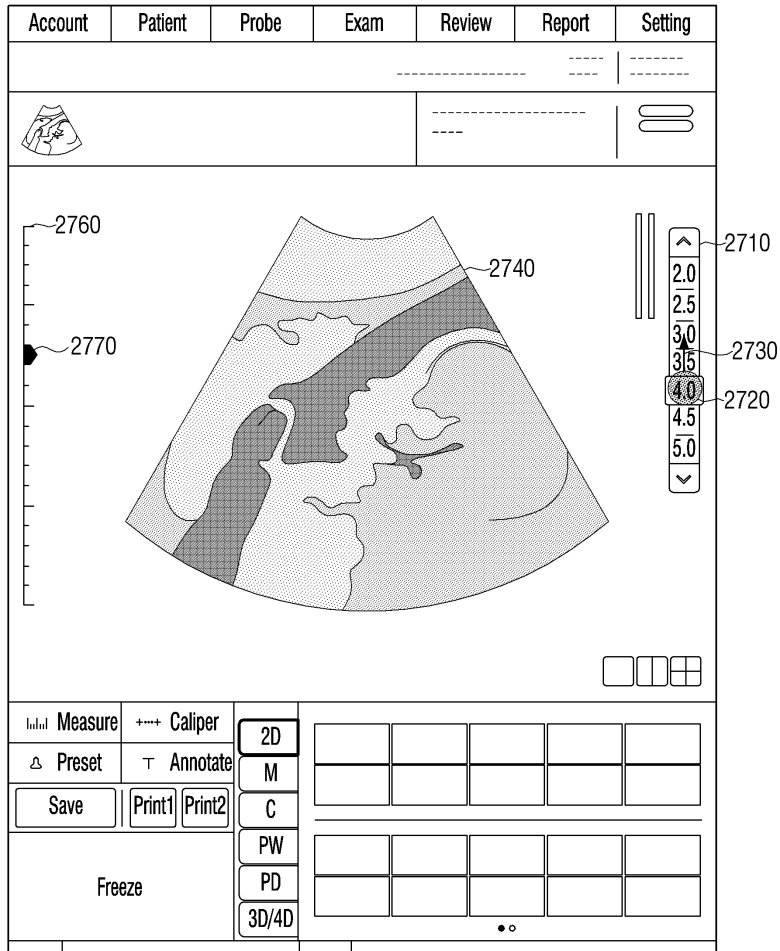 Account Patient Probe Exam Review Report Setting
2760
2710
2740
2.0
2.5
3.0
2770
2730
3.5
4.0
2720
4.5
5.0
Measure Caliper
Preset Annotate
Save Print1 Print2
Freeze
2D
M
C
PW
PD
3D/4D